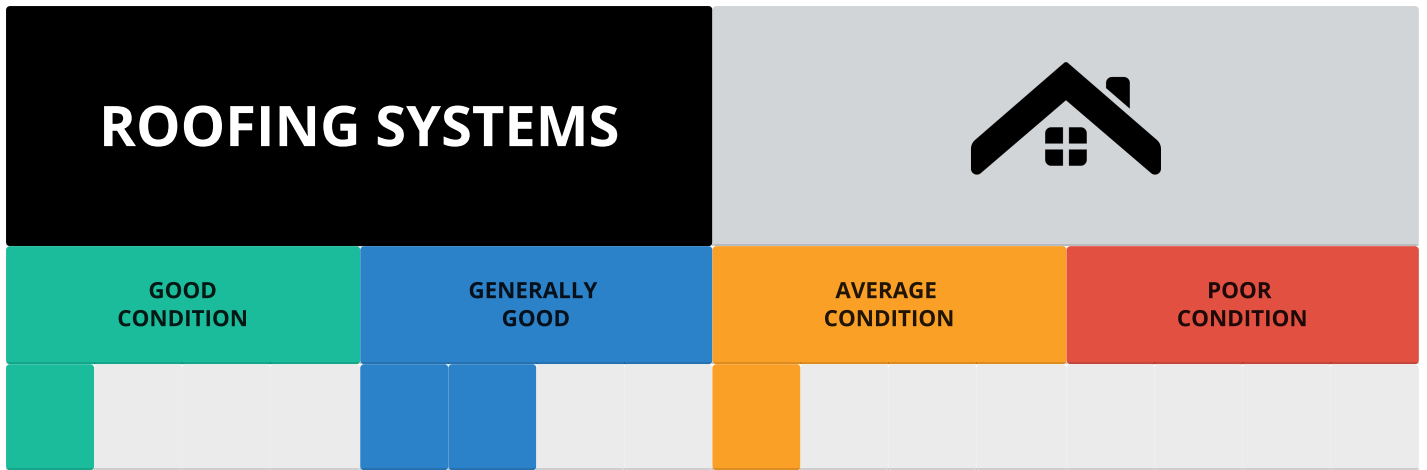 ROOFING SYSTEMS
GOOD
CONDITION
GENERALLY
GOOD
AVERAGE
CONDITION
POOR
CONDITION